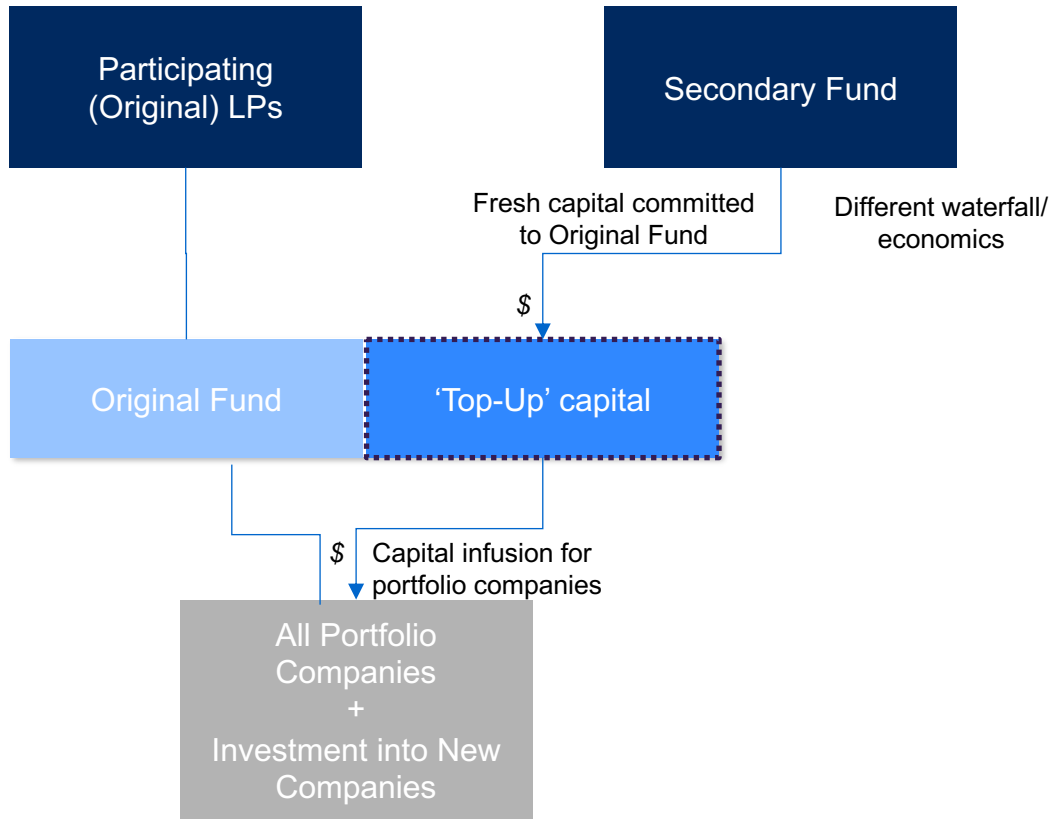 Participating
(Original) LPs
Secondary Fund
Fresh capital committed
to Original Fund
Different waterfall/
economics
$
Original Fund
‘Top-Up’ capital
$
Capital infusion for
portfolio companies
All Portfolio
Companies
+
Investment into New
Companies